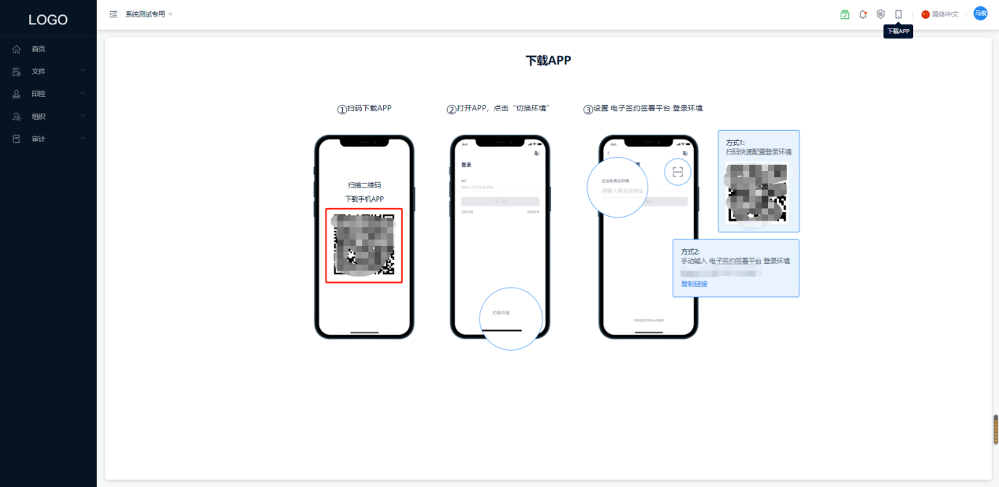 LOGO
系统测试专用
简体中文
马俊
下载APP
首页
文件
印控
组织
审计
下载APP
①扫码下载APP
扫描二维码
下载手机APP
②打开APP，点击“切换环境”
登录
切换环境
③设置 电子签约签署平台 登录环境
企业私有云环境
请输入域名或地址
方式1:
扫码快速配置登录环境
方式2:
手动输入 电子签约签署平台 登录环境
复制链接